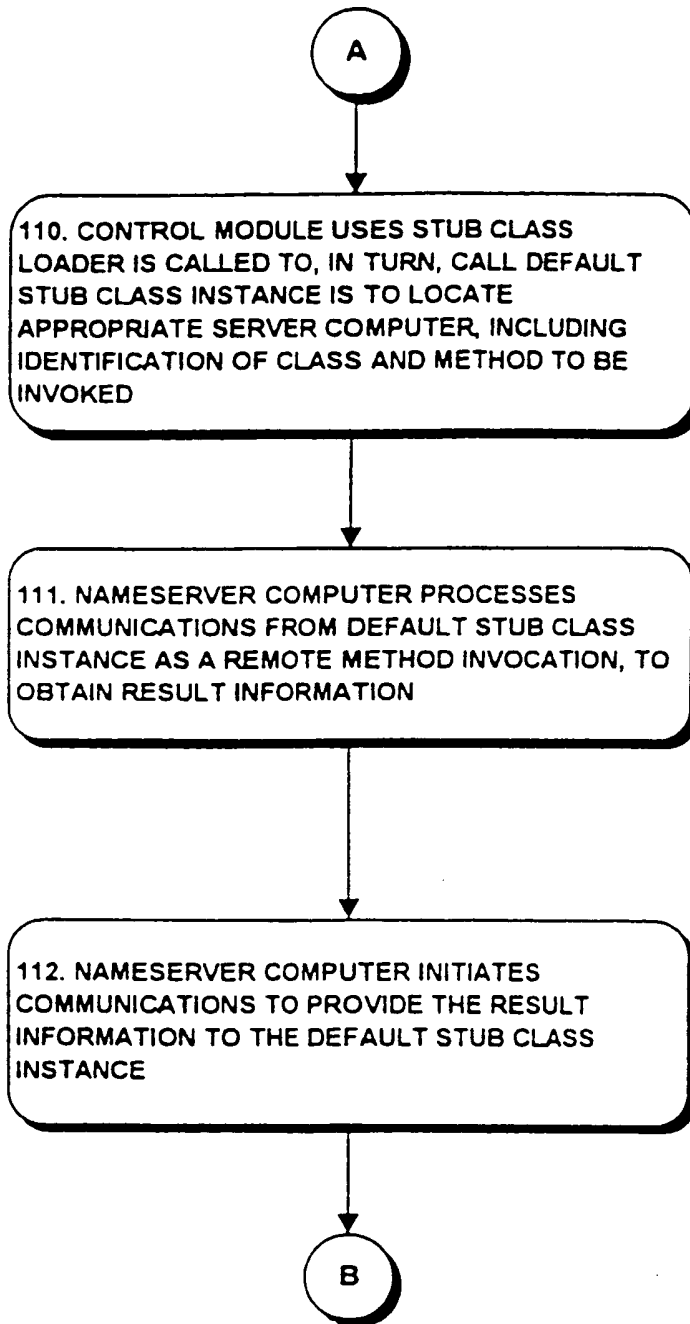 A
110. CONTROL MODULE USES STUB CLASS
LOADER IS CALLED TO, IN TURN, CALL DEFAULT
STUB CLASS INSTANCE IS TO LOCATE
APPROPRIATE SERVER COMPUTER, INCLUDING
IDENTIFICATION OF CLASS AND METHOD TO BE
INVOKED
111. NAMESERVER COMPUTER PROCESSES
COMMUNICATIONS FROM DEFAULT STUB CLASS
INSTANCE AS A REMOTE METHOD INVOCATION, TO
OBTAIN RESULT INFORMATION
112. NAMESERVER COMPUTER INITIATES
COMMUNICATIONS TO PROVIDE THE RESULT
INFORMATION TO THE DEFAULT STUB CLASS
INSTANCE
B